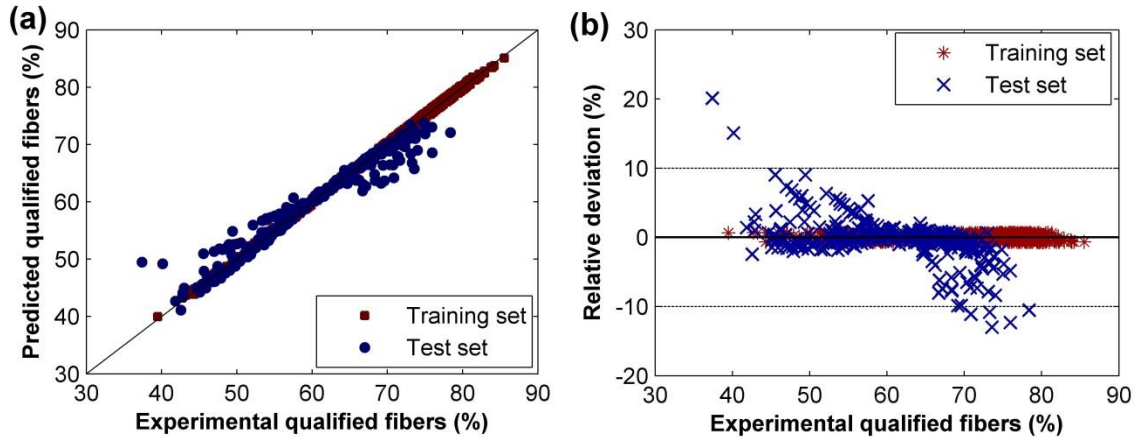 (a)
90
80
70
60
50
40
30
Predicted qualified fibers (%)
Training set
Test set
30 40 50 60 70 80 90
Experimental qualified fibers (%)
(b)
30
20
10
0
-10
-20
Relative deviation (%)
Training set
Test set
30 40 50 60 70 80 90
Experimental qualified fibers (%)